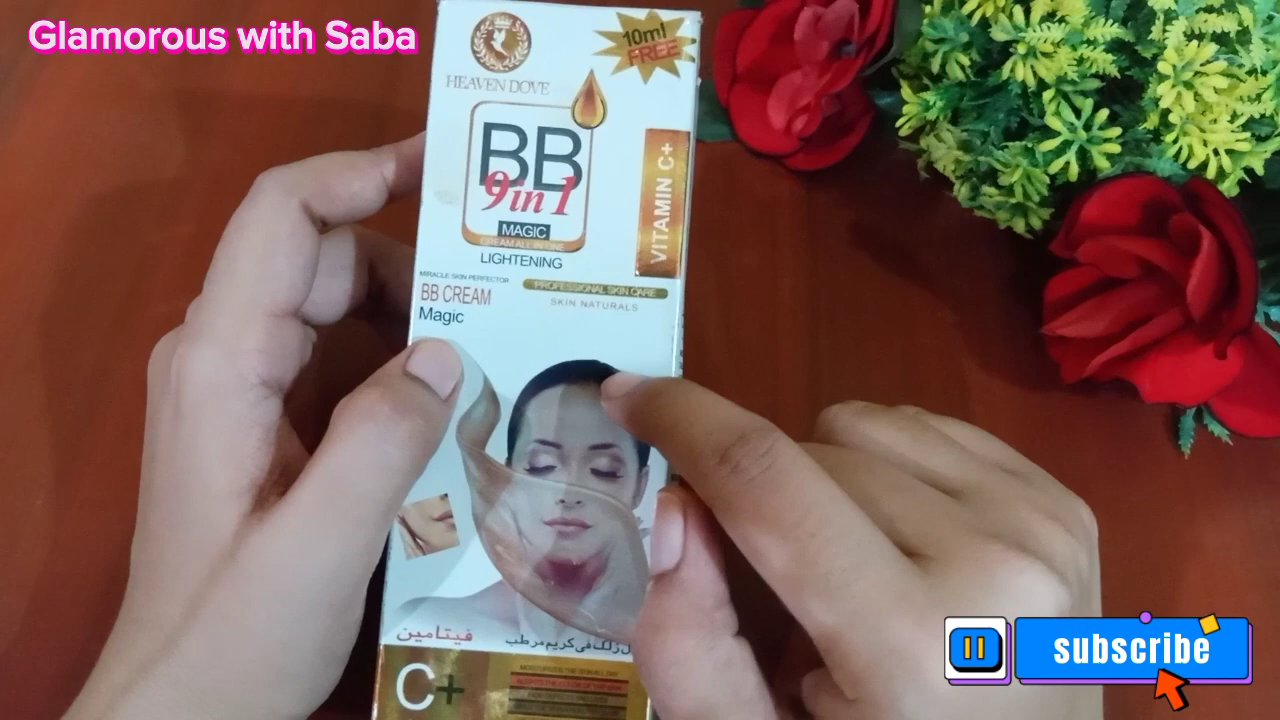 Glamorous with Saba
10ml
FREE
HEAVEN DOVE
BB
9in1
MAGIC
CREAM ALL IN ONE
LIGHTENING
VITAMIN C+
MIRACLE SKIN PERFECTOR
BB CREAM
Magic
PROFESSIONAL SKIN CARE
SKIN NATURALS
فيتامين
C+
subscribe